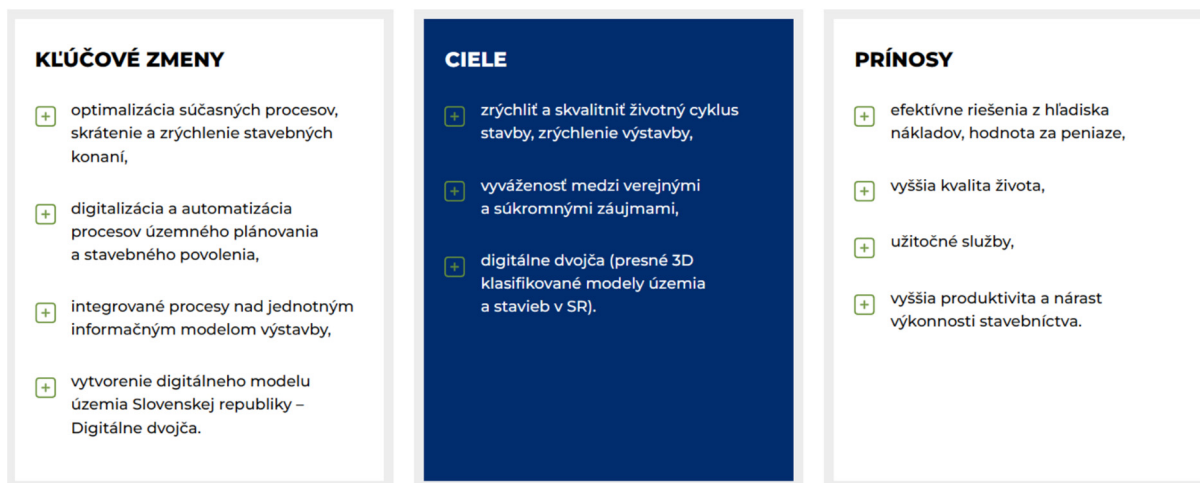 KĽÚČOVÉ ZMENY
optimalizácia súčasných procesov,
skrátenie a zrýchlenie stavebných
konaní,
digitalizácia a automatizácia
procesov územného plánovania
a stavebného povolenia,
integrované procesy nad jednotným
informačným modelom výstavby,
vytvorenie digitálneho modelu
územia Slovenskej republiky –
Digitálne dvojča.
CIELE
zrýchliť a skvalitniť životný cyklus
stavby, zrýchlenie výstavby,
vyváženosť medzi verejnými
a súkromnými záujmami,
digitálne dvojča (presné 3D
klasifikované modely územia
a stavieb v SR).
PRÍNOSY
efektívne riešenia z hľadiska
nákladov, hodnota za peniaze,
vyššia kvalita života,
užitočné služby,
vyššia produktivita a nárast
výkonnosti stavebníctva.